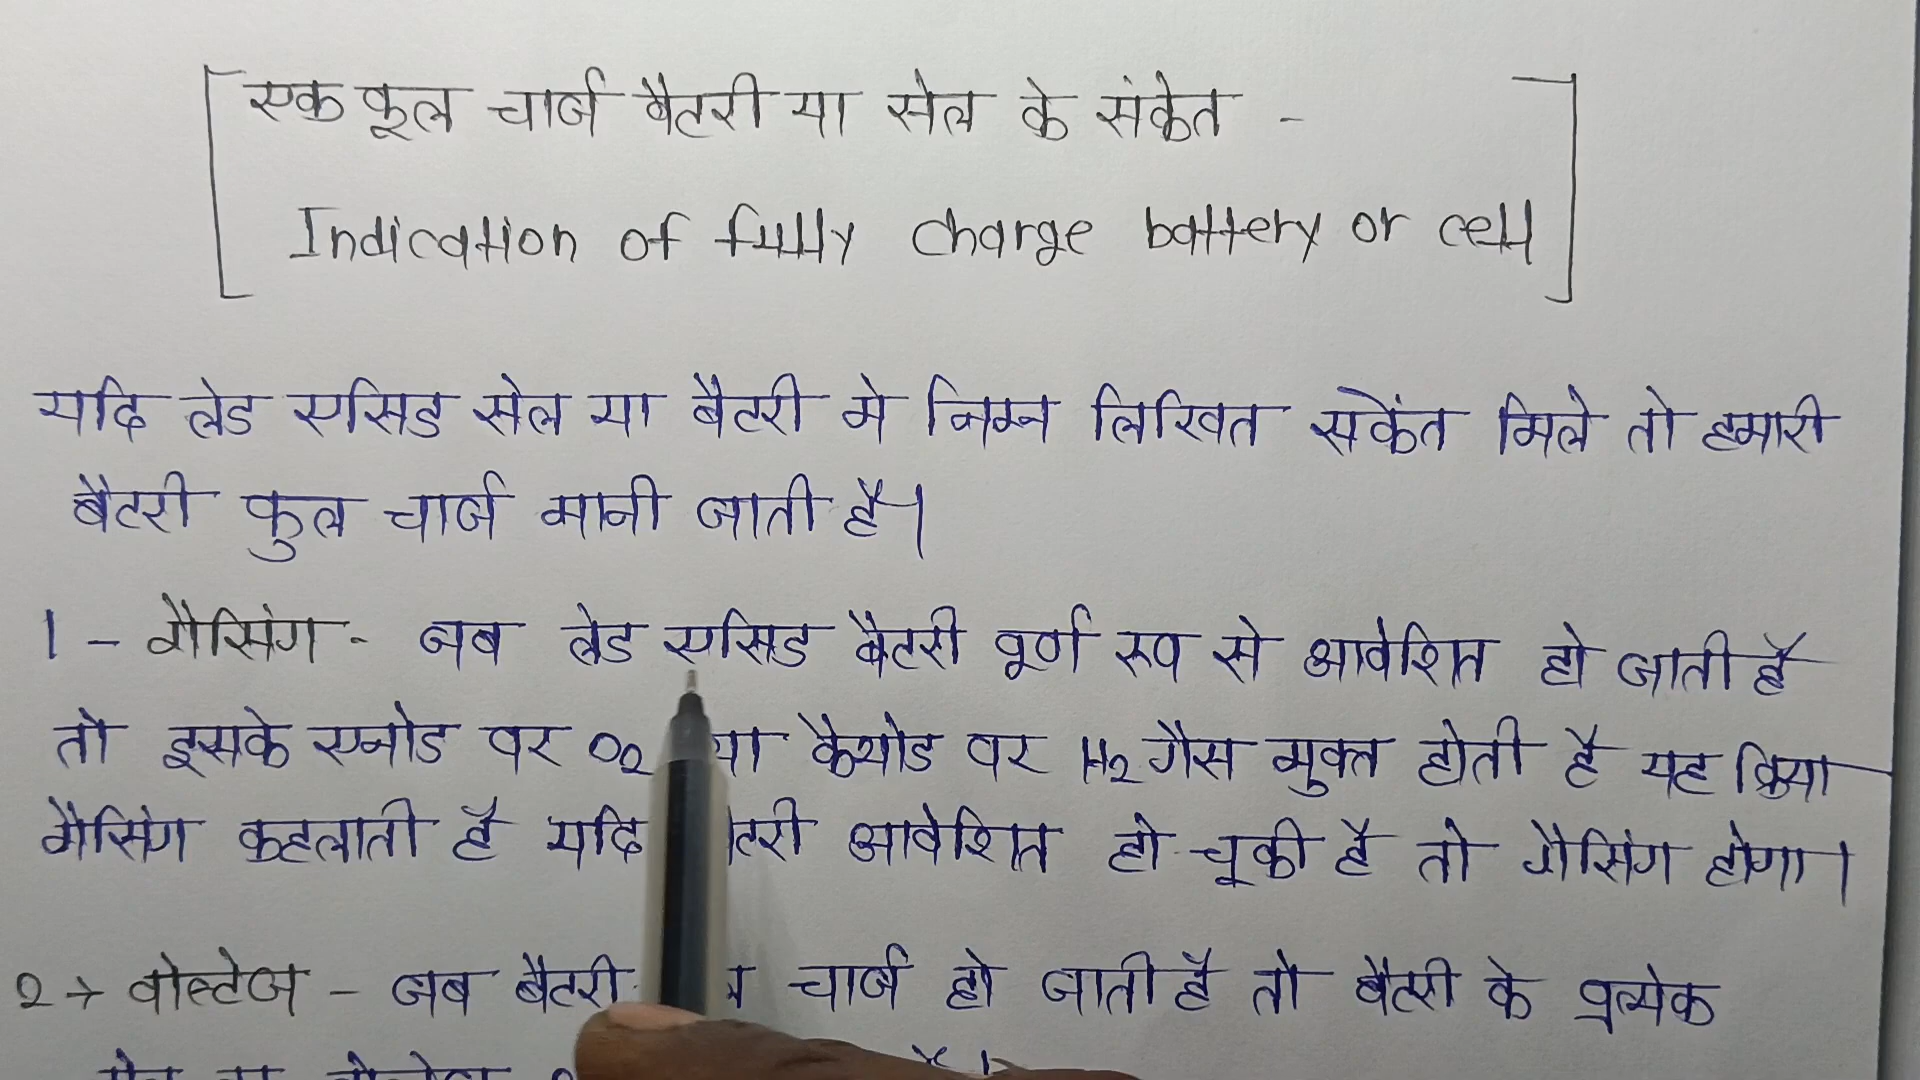 एक फूल चार्ज बैटरी या सेल के संकेत -
Indication of fully charge battery or cell
यदि लेड एसिड सेल या बैटरी मे निम्न लिखित सकेंत मिले तो हमारी
बैटरी फुल चार्ज मानी जाती है।
1 - गैसिंग - जब लेड एसिड बैटरी पूर्ण रूप से आवेशित हो जाती है
तो इसके एनोड पर O2 या कैथोड पर H2 गैस मुक्त होती है यह क्रिया
गैसिंग कहलाती है यदि आवेशित हो चूकी है तो गैसिंग होगा।
2 → वोल्टेज - जब बैटरी चार्ज हो जाती है तो बैटरी के प्रत्येक